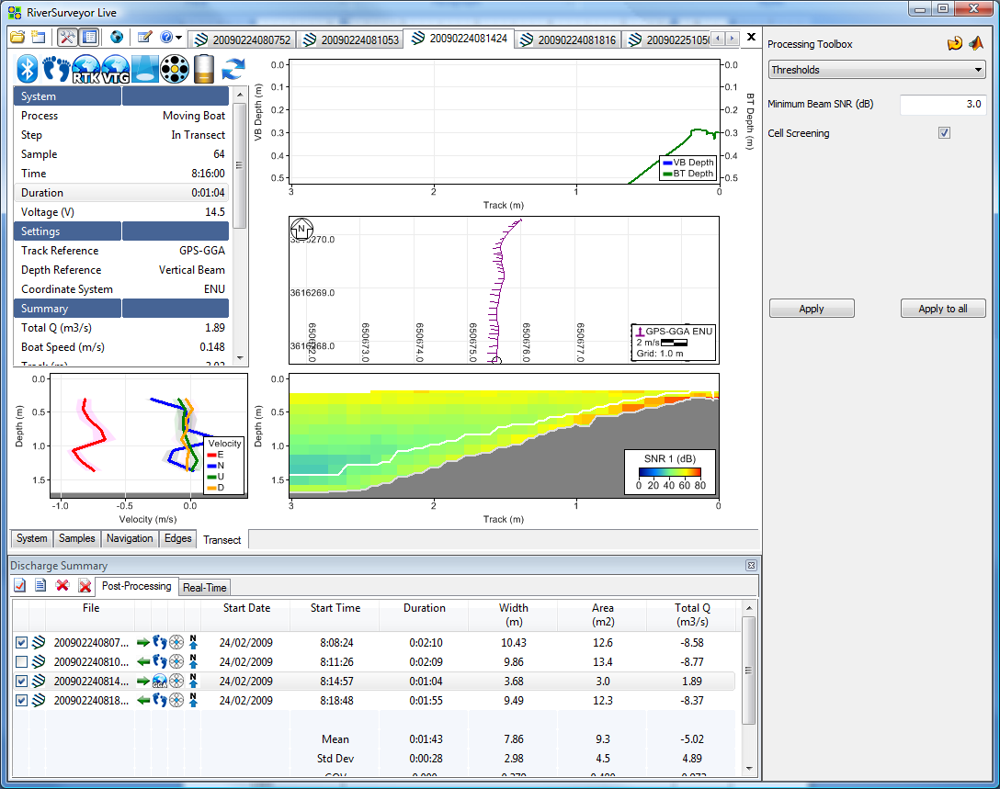 RiverSurveyor Live
20090224080752
20090224081053
20090224081424
20090224081816
200902251050
Processing Toolbox
Thresholds
Minimum Beam SNR (dB) 3.0
Cell Screening
Apply
Apply to all
RTK VTG
System
Process Moving Boat
Step In Transect
Sample 64
Time 8:16:00
Duration 0:01:04
Voltage (V) 14.5
Settings
Track Reference GPS-GGA
Depth Reference Vertical Beam
Coordinate System ENU
Summary
Total Q (m3/s) 1.89
Boat Speed (m/s) 0.148
VB Depth (m)
0.0
0.1
0.2
0.3
0.4
0.5
BT Depth (m)
0.0
0.1
0.2
0.3
0.4
0.5
VB Depth
BT Depth
3 2 1 0
Track (m)
N
3616269.0
3616268.0
650673.0
650674.0
650675.0
650676.0
650677.0
GPS-GGA ENU
2 m/s
Grid: 1.0 m
Depth (m)
0.0
0.5
1.0
1.5
Velocity
E
N
U
D
-1.0 -0.5 0.0
Velocity (m/s)
Depth (m)
0.0
0.5
1.0
1.5
SNR 1 (dB)
0 20 40 60 80
3 2 1 0
Track (m)
System Samples Navigation Edges Transect
Discharge Summary
Post-Processing Real-Time
File Start Date Start Time Duration Width (m) Area (m2) Total Q (m3/s)
200902240807... N 24/02/2009 8:08:24 0:02:10 10.43 12.6 -8.58
200902240810... N 24/02/2009 8:11:26 0:02:09 9.86 13.4 -8.77
200902240814... GGA N 24/02/2009 8:14:57 0:01:04 3.68 3.0 1.89
200902240818... N 24/02/2009 8:18:48 0:01:55 9.49 12.3 -8.37
Mean 0:01:43 7.86 9.3 -5.02
Std Dev 0:00:28 2.98 4.5 4.89